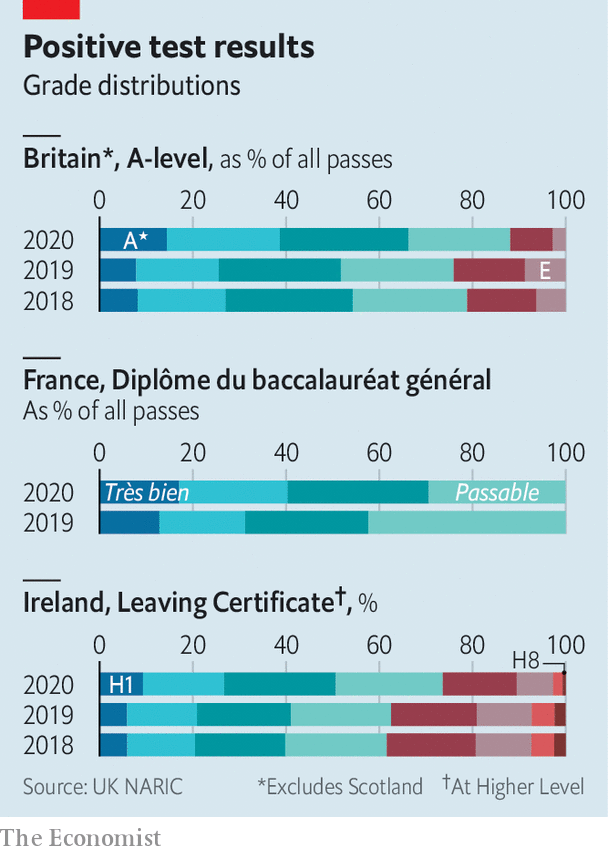 Positive test results
Grade distributions
Britain*, A-level, as % of all passes
0 20 40 60 80 100
2020 A*
2019 E
2018
France, Diplôme du baccalauréat général
As % of all passes
0 20 40 60 80 100
2020 Très bien Passable
2019
Ireland, Leaving Certificate†, %
0 20 40 60 80 100
H8
2020 H1
2019
2018
Source: UK NARIC *Excludes Scotland †At Higher Level
The Economist